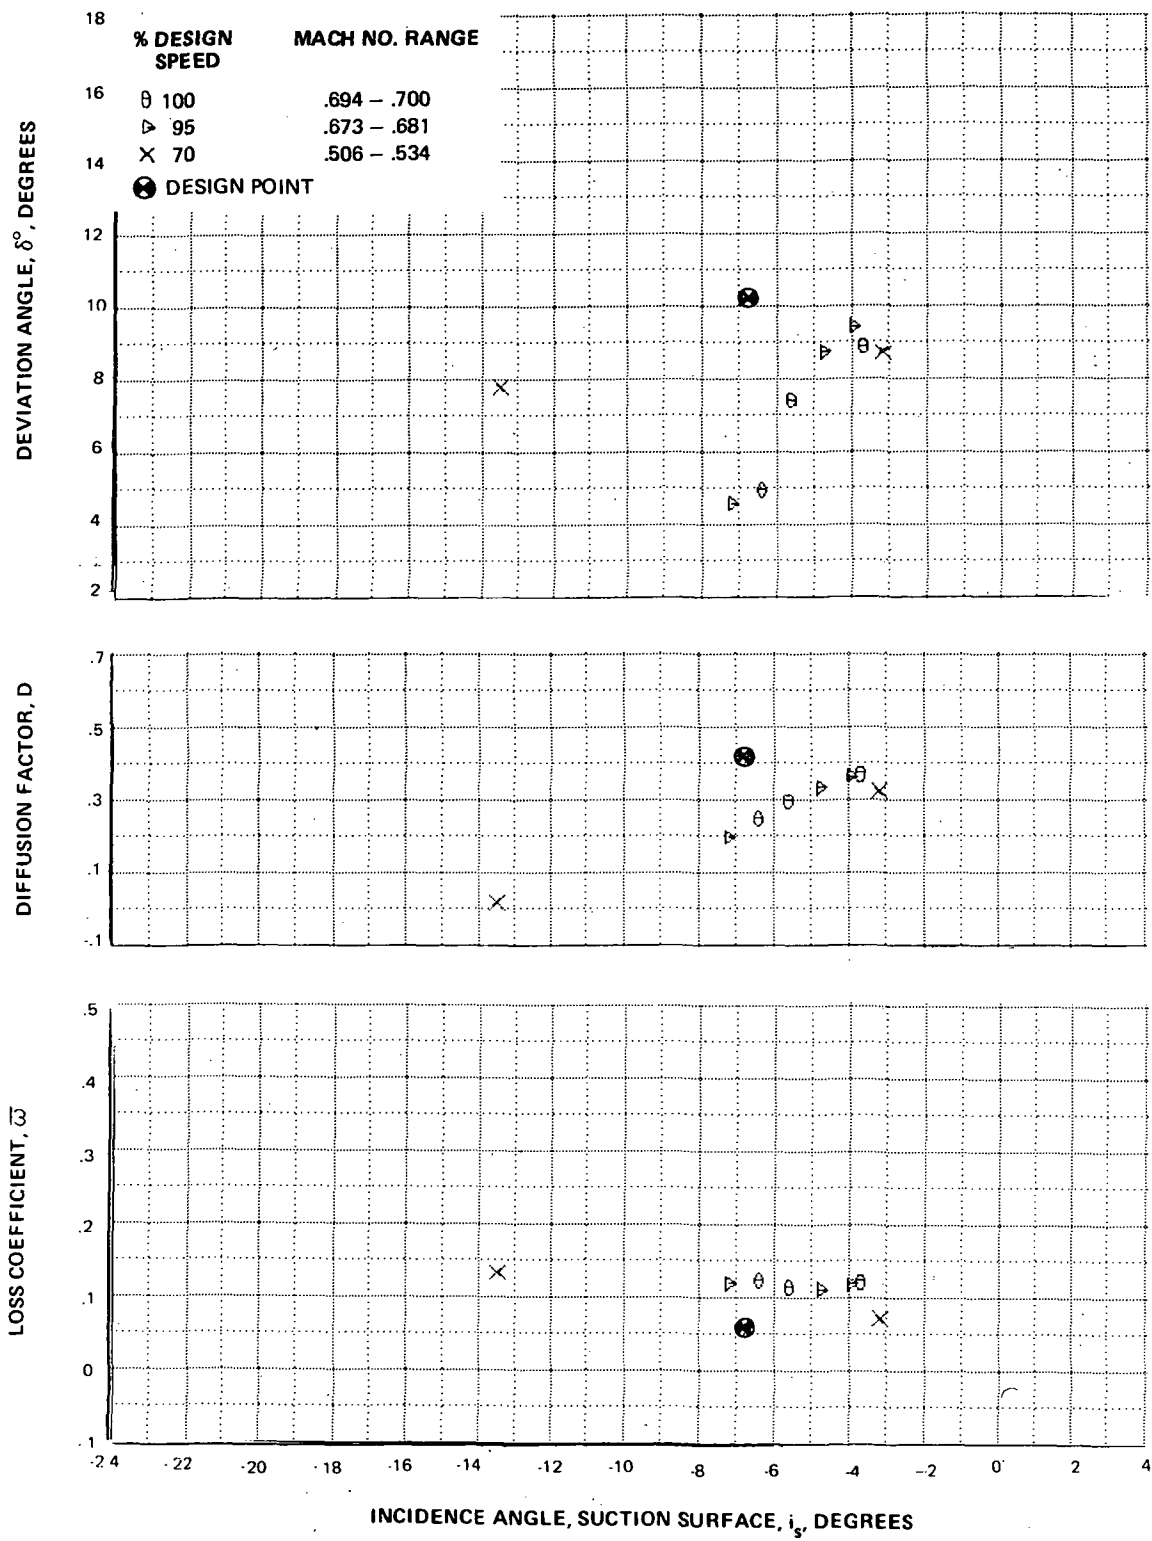 % DESIGN SPEED MACH NO. RANGE
θ 100 .694 – .700
95 .673 – .681
× 70 .506 – .534
DESIGN POINT
DEVIATION ANGLE, δ°, DEGREES
18
16
14
12
10
8
6
4
2
DIFFUSION FACTOR, D
.7
.5
.3
.1
-.1
LOSS COEFFICIENT, ω̅
.5
.4
.3
.2
.1
0
.1
-2 4 -22 -20 -18 -16 -14 -12 -10 -8 -6 -4 -2 0 2 4
INCIDENCE ANGLE, SUCTION SURFACE, iₛ, DEGREES